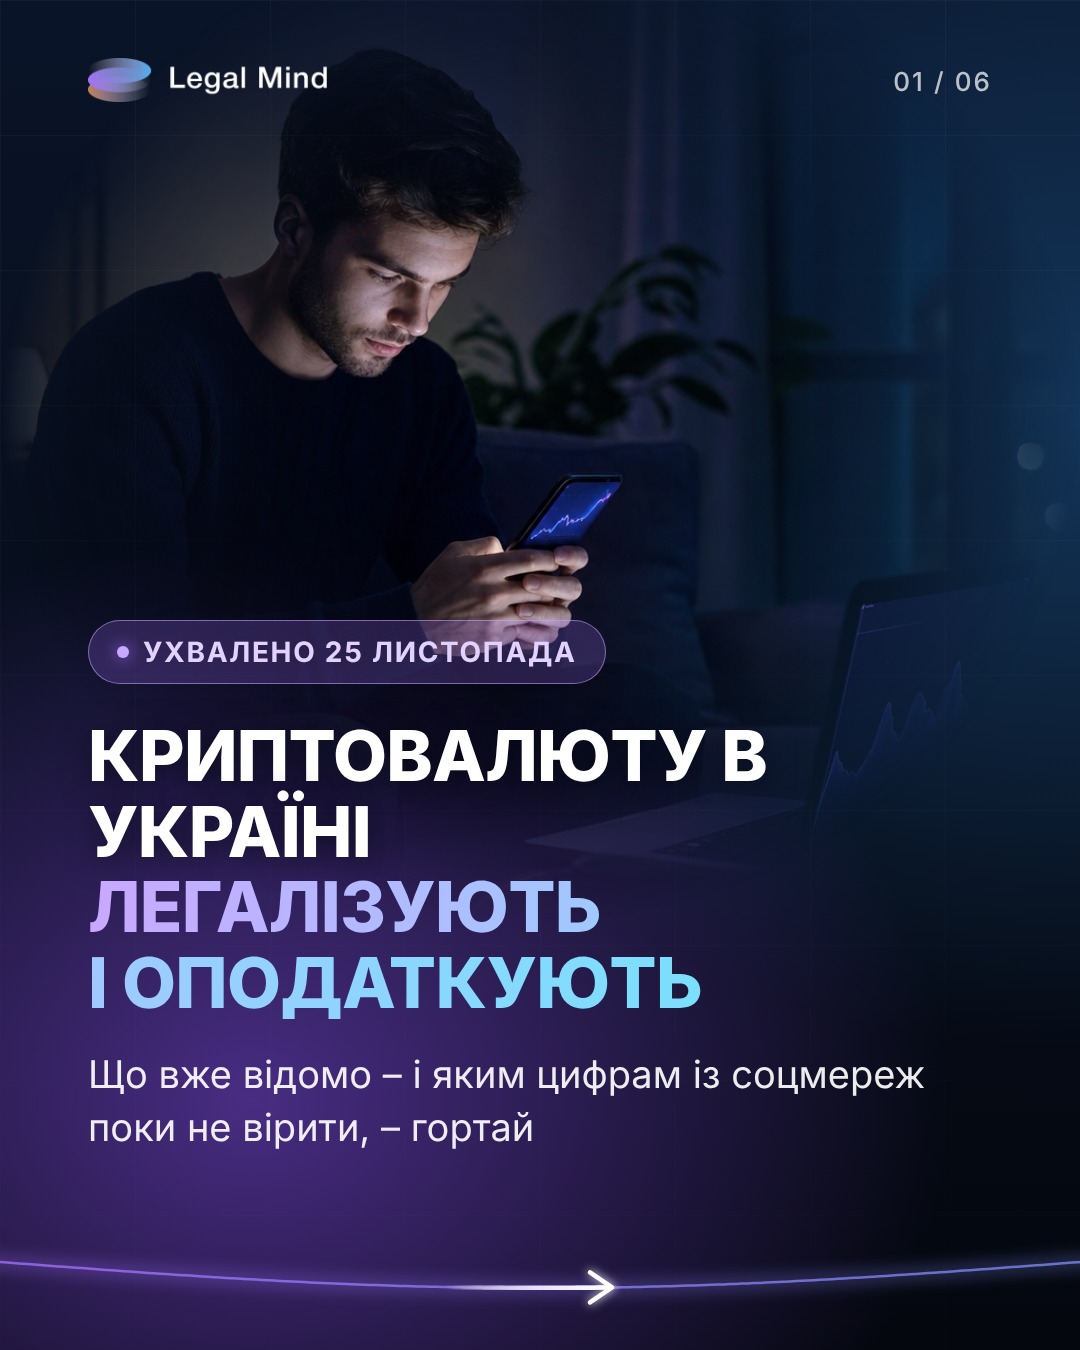 Legal Mind
01 / 06
УХВАЛЕНО 25 ЛИСТОПАДА
КРИПТОВАЛЮТУ В
УКРАЇНІ
ЛЕГАЛІЗУЮТЬ
І ОПОДАТКУЮТЬ
Що вже відомо – і яким цифрам із соцмереж
поки не вірити, – гортай